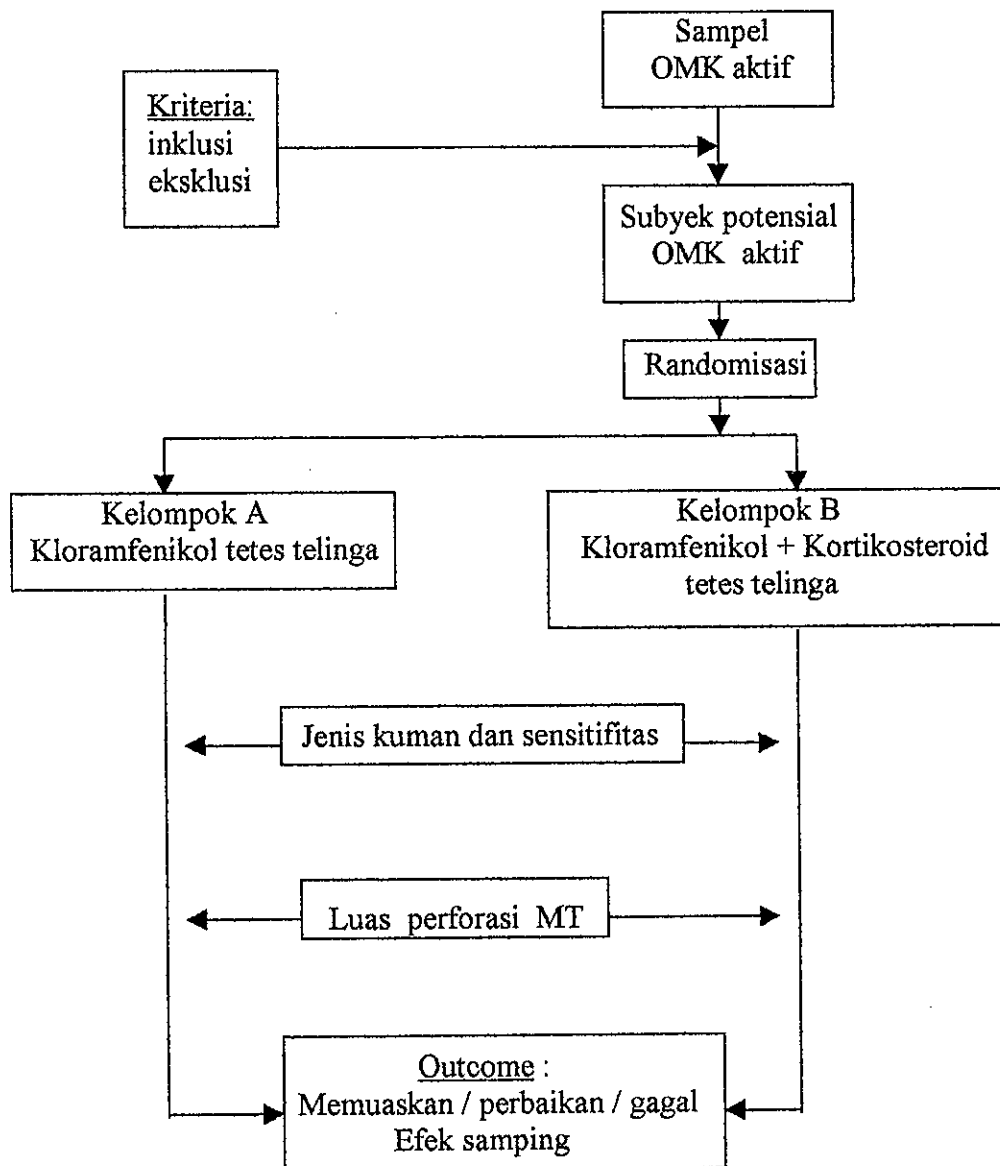 Sampel
OMK aktif
Kriteria:
inklusi
eksklusi
Subyek potensial
OMK aktif
Randomisasi
Kelompok A
Kloramfenikol tetes telinga
Kelompok B
Kloramfenikol + Kortikosteroid
tetes telinga
Jenis kuman dan sensitifitas
Luas perforasi MT
Outcome :
Memuaskan / perbaikan / gagal
Efek samping